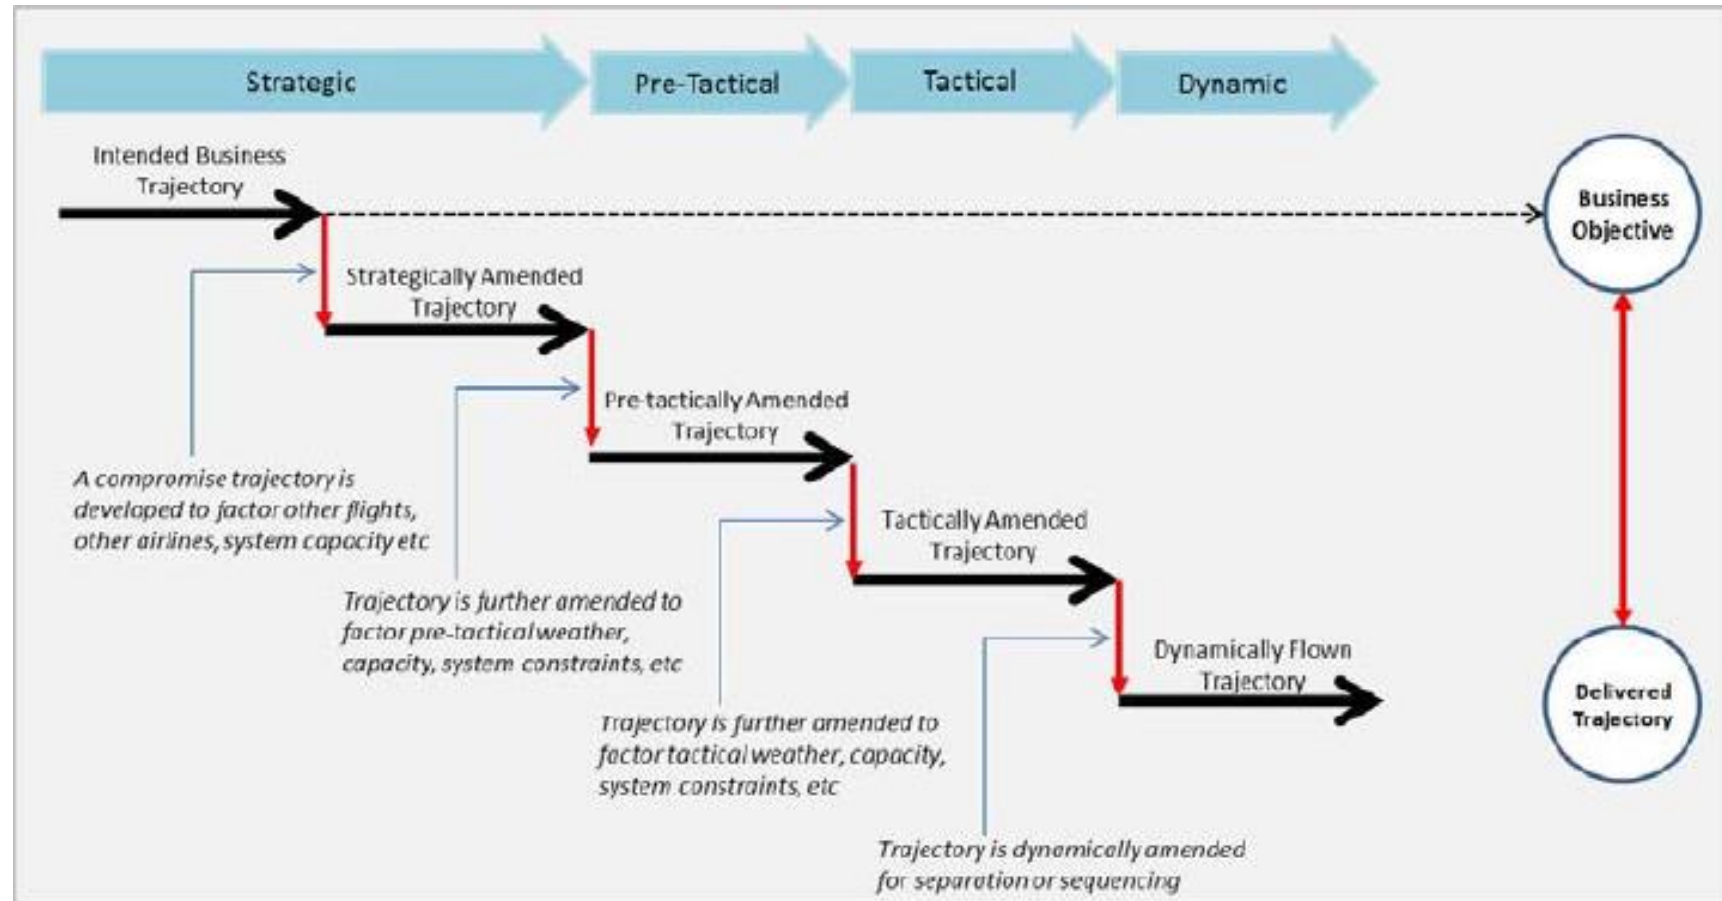 Strategic
Pre-Tactical
Tactical
Dynamic
Intended Business
Trajectory
Business
Objective
Strategically Amended
Trajectory
Pre-tactically Amended
Trajectory
A compromise trajectory is
developed to factor other flights,
other airlines, system capacity etc
Tactically Amended
Trajectory
Trajectory is further amended to
factor pre-tactical weather,
capacity, system constraints, etc
Dynamically Flown
Trajectory
Delivered
Trajectory
Trajectory is further amended to
factor tactical weather, capacity,
system constraints, etc
Trajectory is dynamically amended
for separation or sequencing